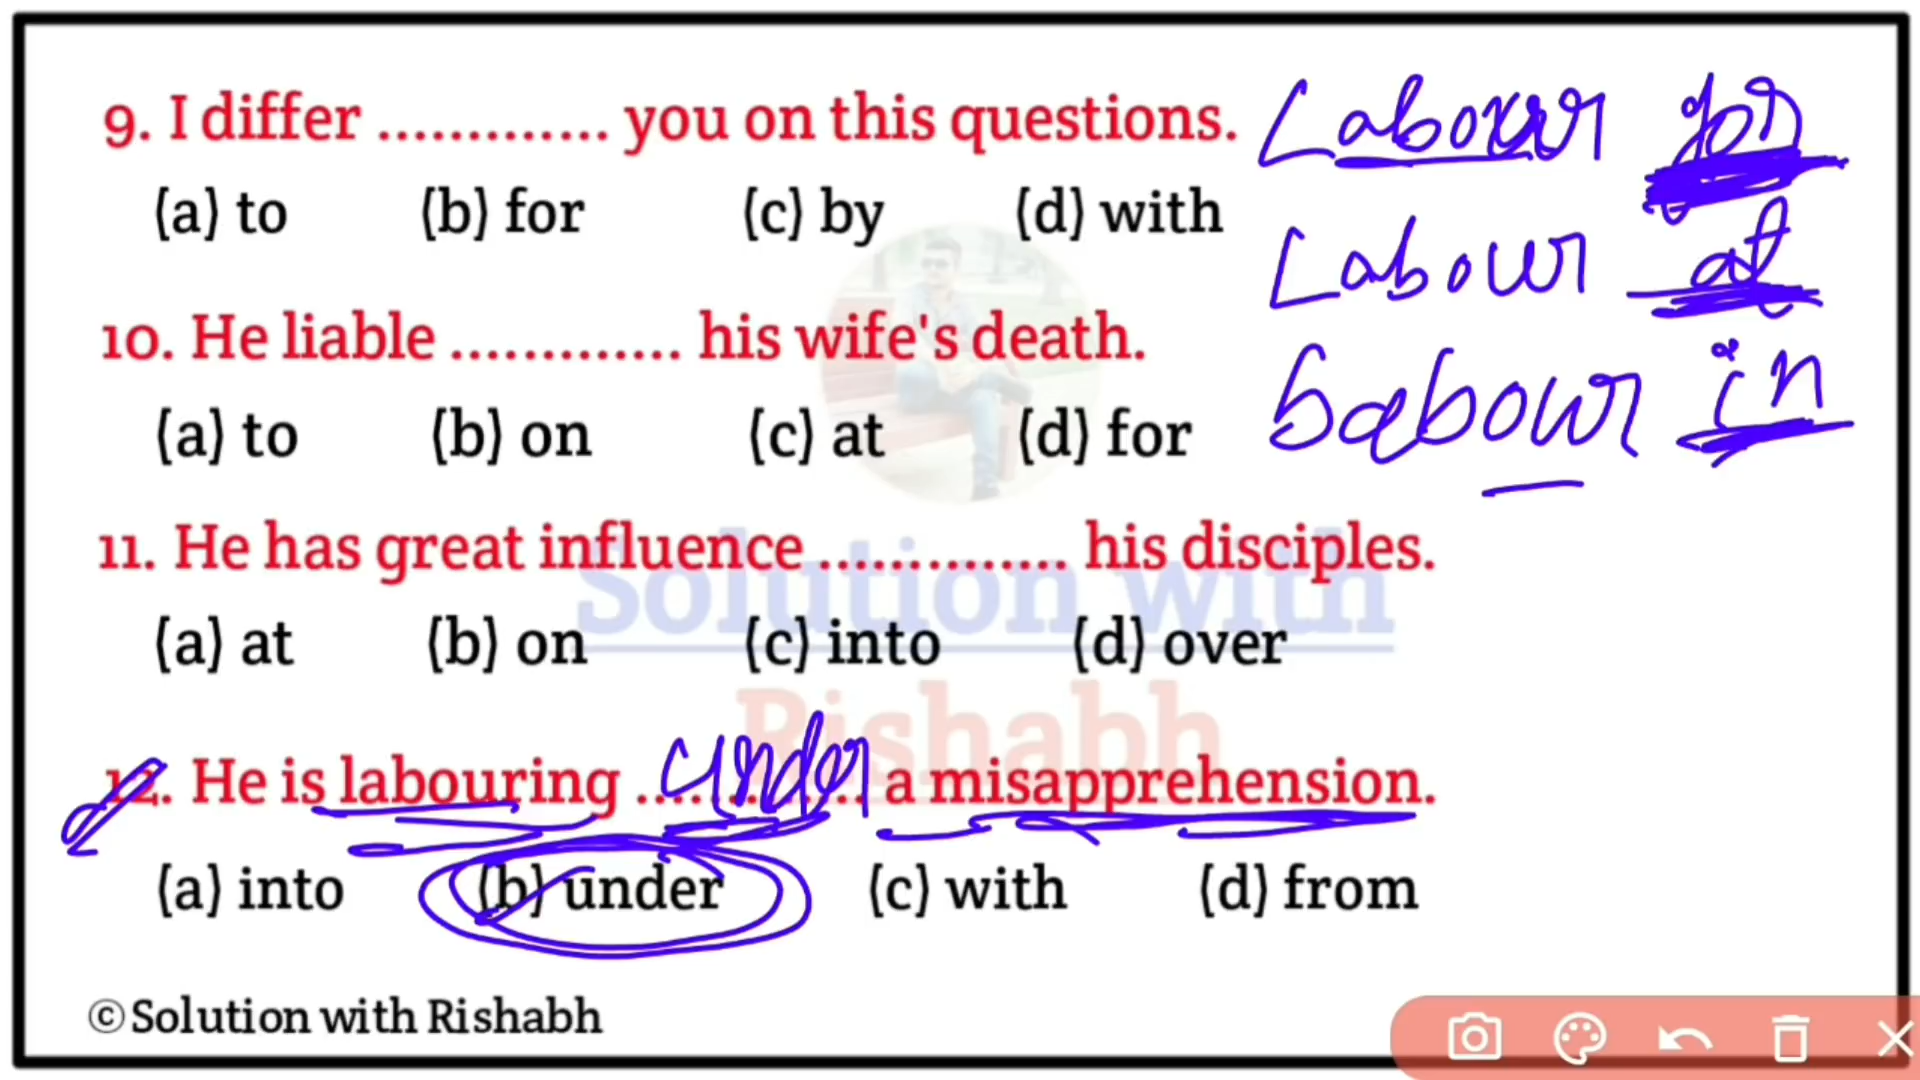 9. I differ ............. you on this questions.
(a) to (b) for (c) by (d) with
10. He liable ............. his wife's death.
(a) to (b) on (c) at (d) for
11. He has great influence .............. his disciples.
(a) at (b) on (c) into (d) over
12. He is labouring ............. under a misapprehension.
(a) into (b) under (c) with (d) from
Labour for
Labour at
Labour in
Solution with
Rishabh
© Solution with Rishabh